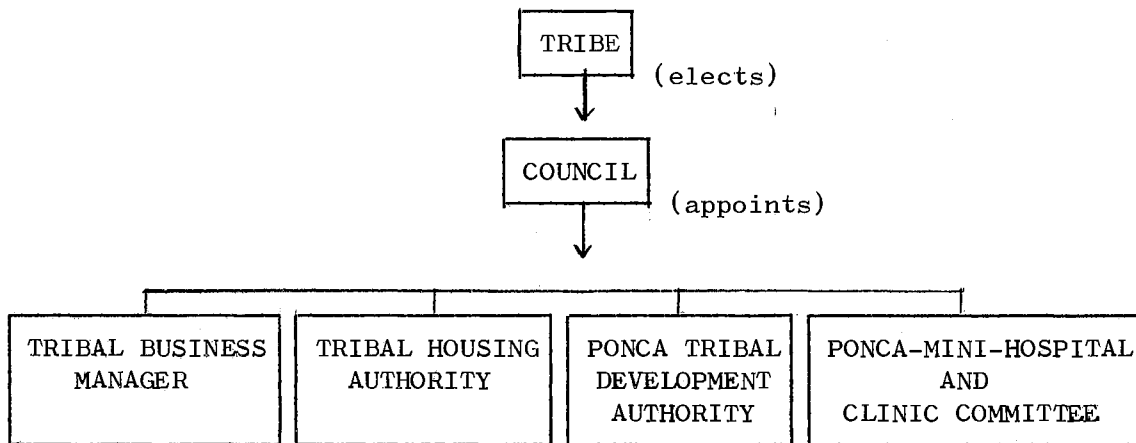 TRIBE
(elects)
COUNCIL
(appoints)
TRIBAL BUSINESS
MANAGER
TRIBAL HOUSING
AUTHORITY
PONCA TRIBAL
DEVELOPMENT
AUTHORITY
PONCA-MINI-HOSPITAL
AND
CLINIC COMMITTEE